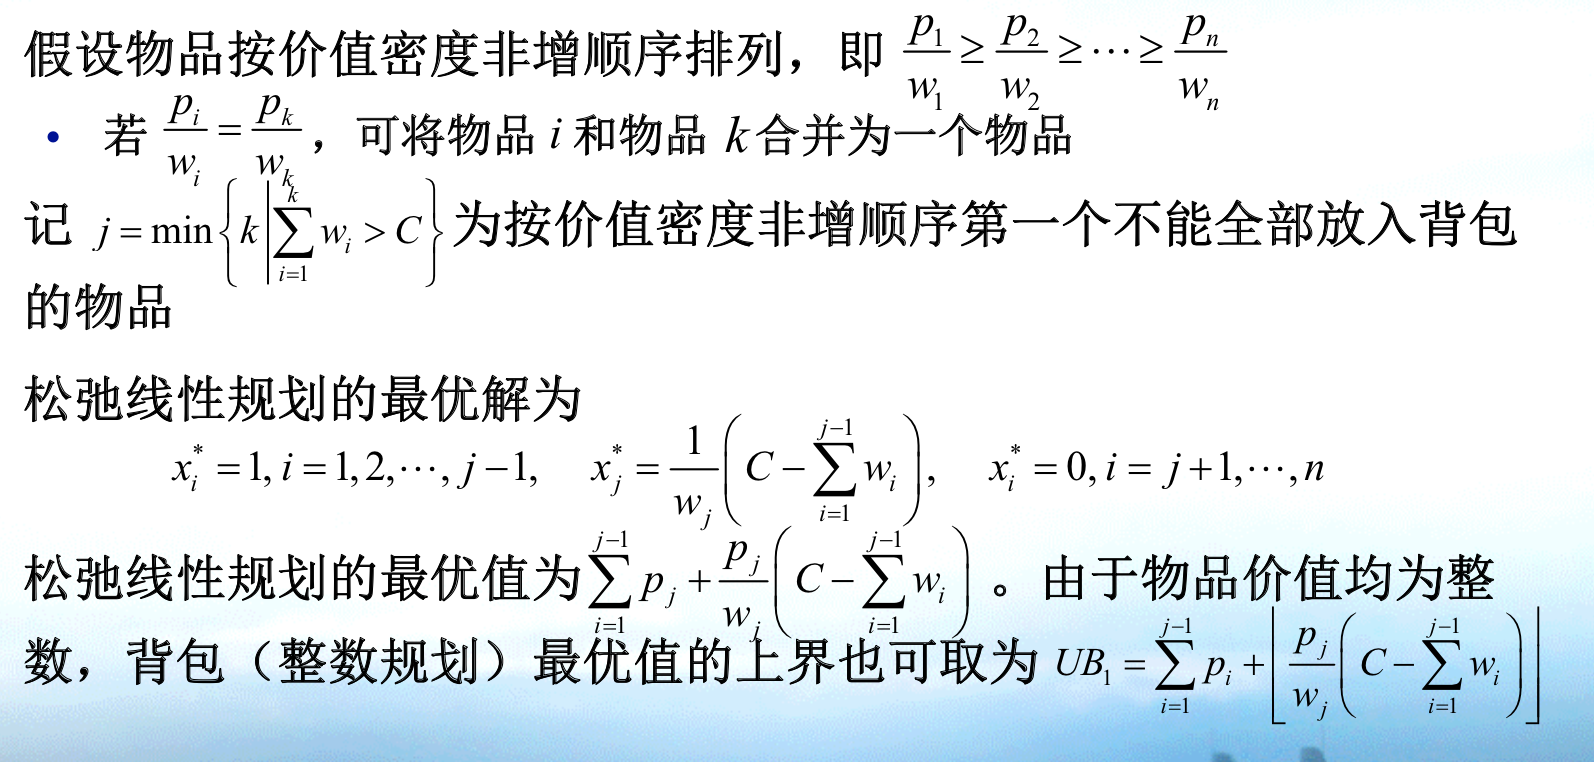 假设物品按价值密度非增顺序排列，即 $\frac{p_1}{w_1} \geq \frac{p_2}{w_2} \geq \cdots \geq \frac{p_n}{w_n}$
• 若 $\frac{p_i}{w_i} = \frac{p_k}{w_k}$，可将物品 $i$ 和物品 $k$ 合并为一个物品
记 $j = \min\left\{k \middle| \sum_{i=1}^{k} w_i > C\right\}$ 为按价值密度非增顺序第一个不能全部放入背包
的物品
松弛线性规划的最优解为
$x_i^* = 1, i = 1, 2, \cdots, j-1, \quad x_j^* = \frac{1}{w_j}\left(C - \sum_{i=1}^{j-1} w_i\right), \quad x_i^* = 0, i = j+1, \cdots, n$
松弛线性规划的最优值为 $\sum_{i=1}^{j-1} p_j + \frac{p_j}{w_j}\left(C - \sum_{i=1}^{j-1} w_i\right)$ 。由于物品价值均为整
数，背包（整数规划）最优值的上界也可取为 $UB_1 = \sum_{i=1}^{j-1} p_i + \left\lfloor \frac{p_j}{w_j}\left(C - \sum_{i=1}^{j-1} w_i\right) \right\rfloor$